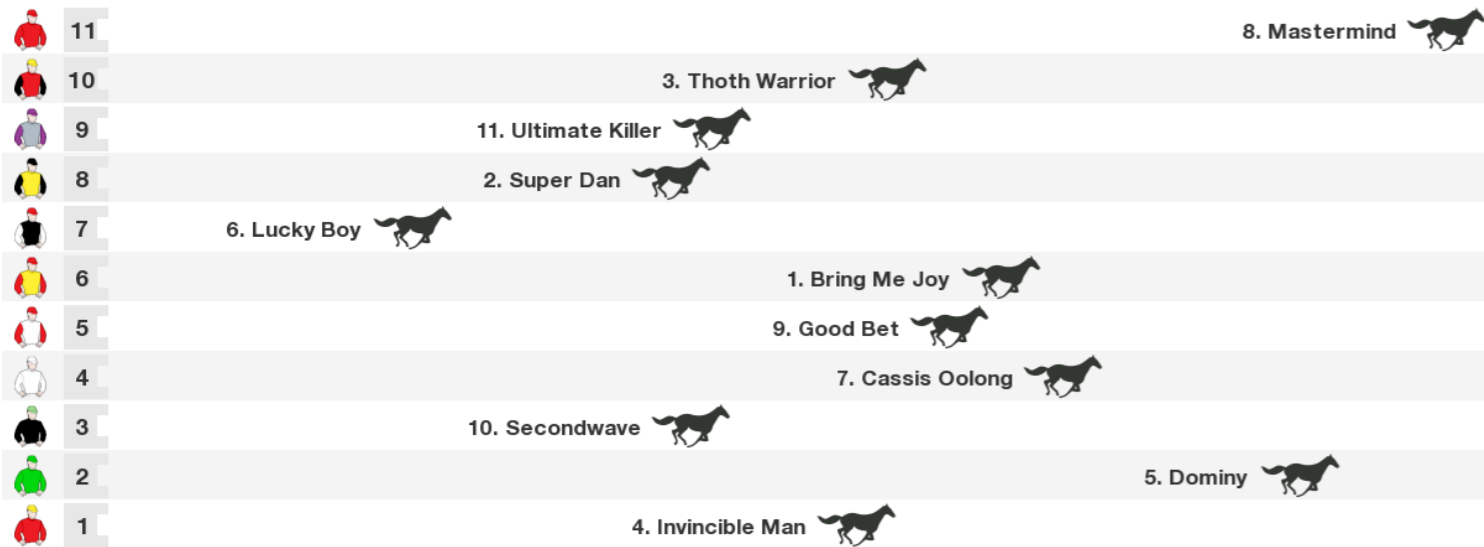 11 8. Mastermind
10 3. Thoth Warrior
9 11. Ultimate Killer
8 2. Super Dan
7 6. Lucky Boy
6 1. Bring Me Joy
5 9. Good Bet
4 7. Cassis Oolong
3 10. Secondwave
2 5. Dominy
1 4. Invincible Man